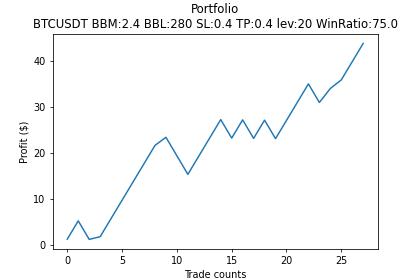 Portfolio
BTCUSDT BBM:2.4 BBL:280 SL:0.4 TP:0.4 lev:20 WinRatio:75.0
Profit ($)
40
30
20
10
0
0 5 10 15 20 25
Trade counts